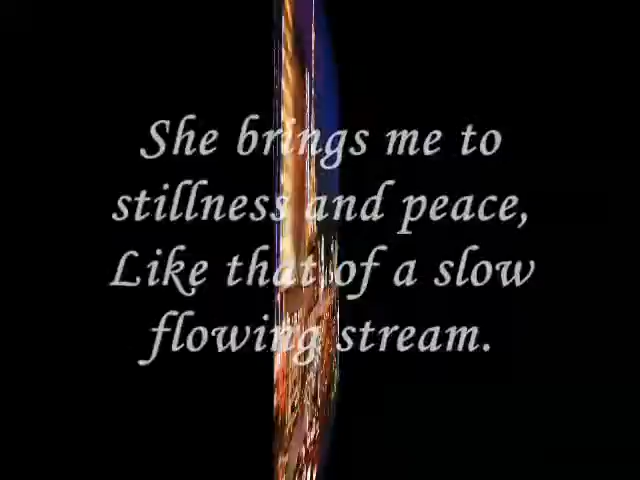 She brings me to
stillness and peace,
Like that of a slow
flowing stream.